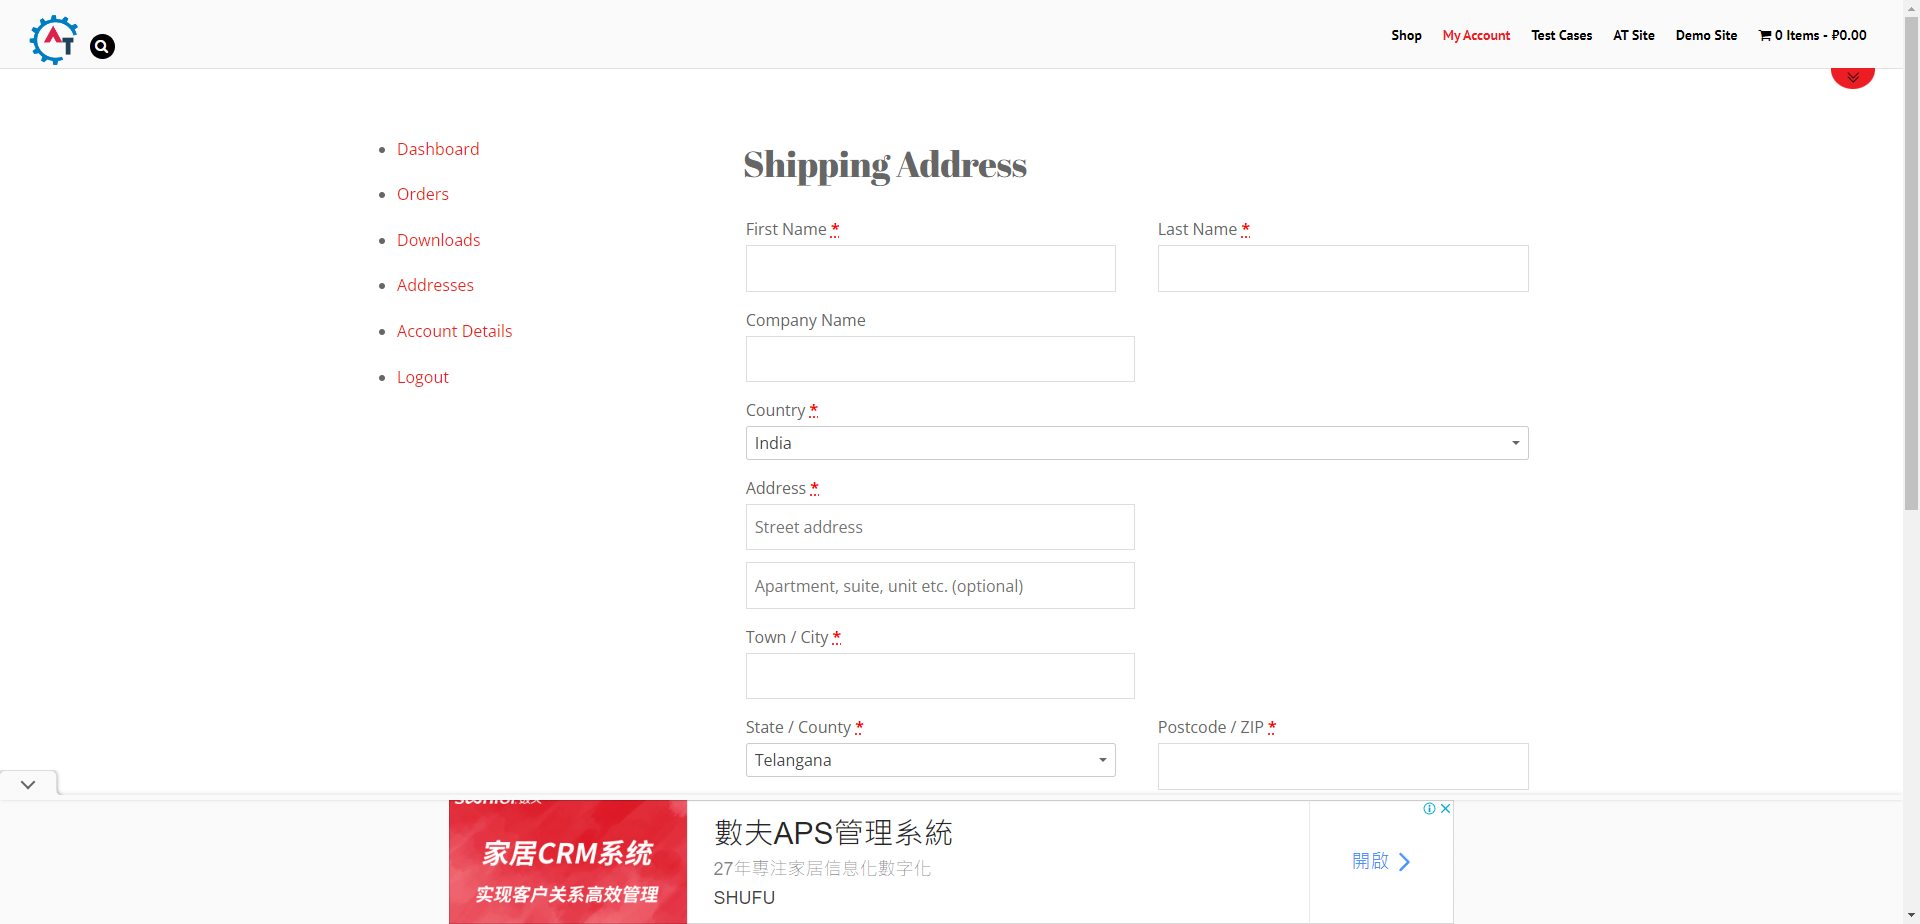 AT
Shop
My Account
Test Cases
AT Site
Demo Site
0 Items - ₽0.00
Dashboard
Orders
Downloads
Addresses
Account Details
Logout
Shipping Address
First Name *
Last Name *
Company Name
Country *
India
Address *
Street address
Apartment, suite, unit etc. (optional)
Town / City *
State / County *
Telangana
Postcode / ZIP *
家居CRM系统
实现客户关系高效管理
數夫APS管理系統
27年專注家居信息化數字化
SHUFU
開啟